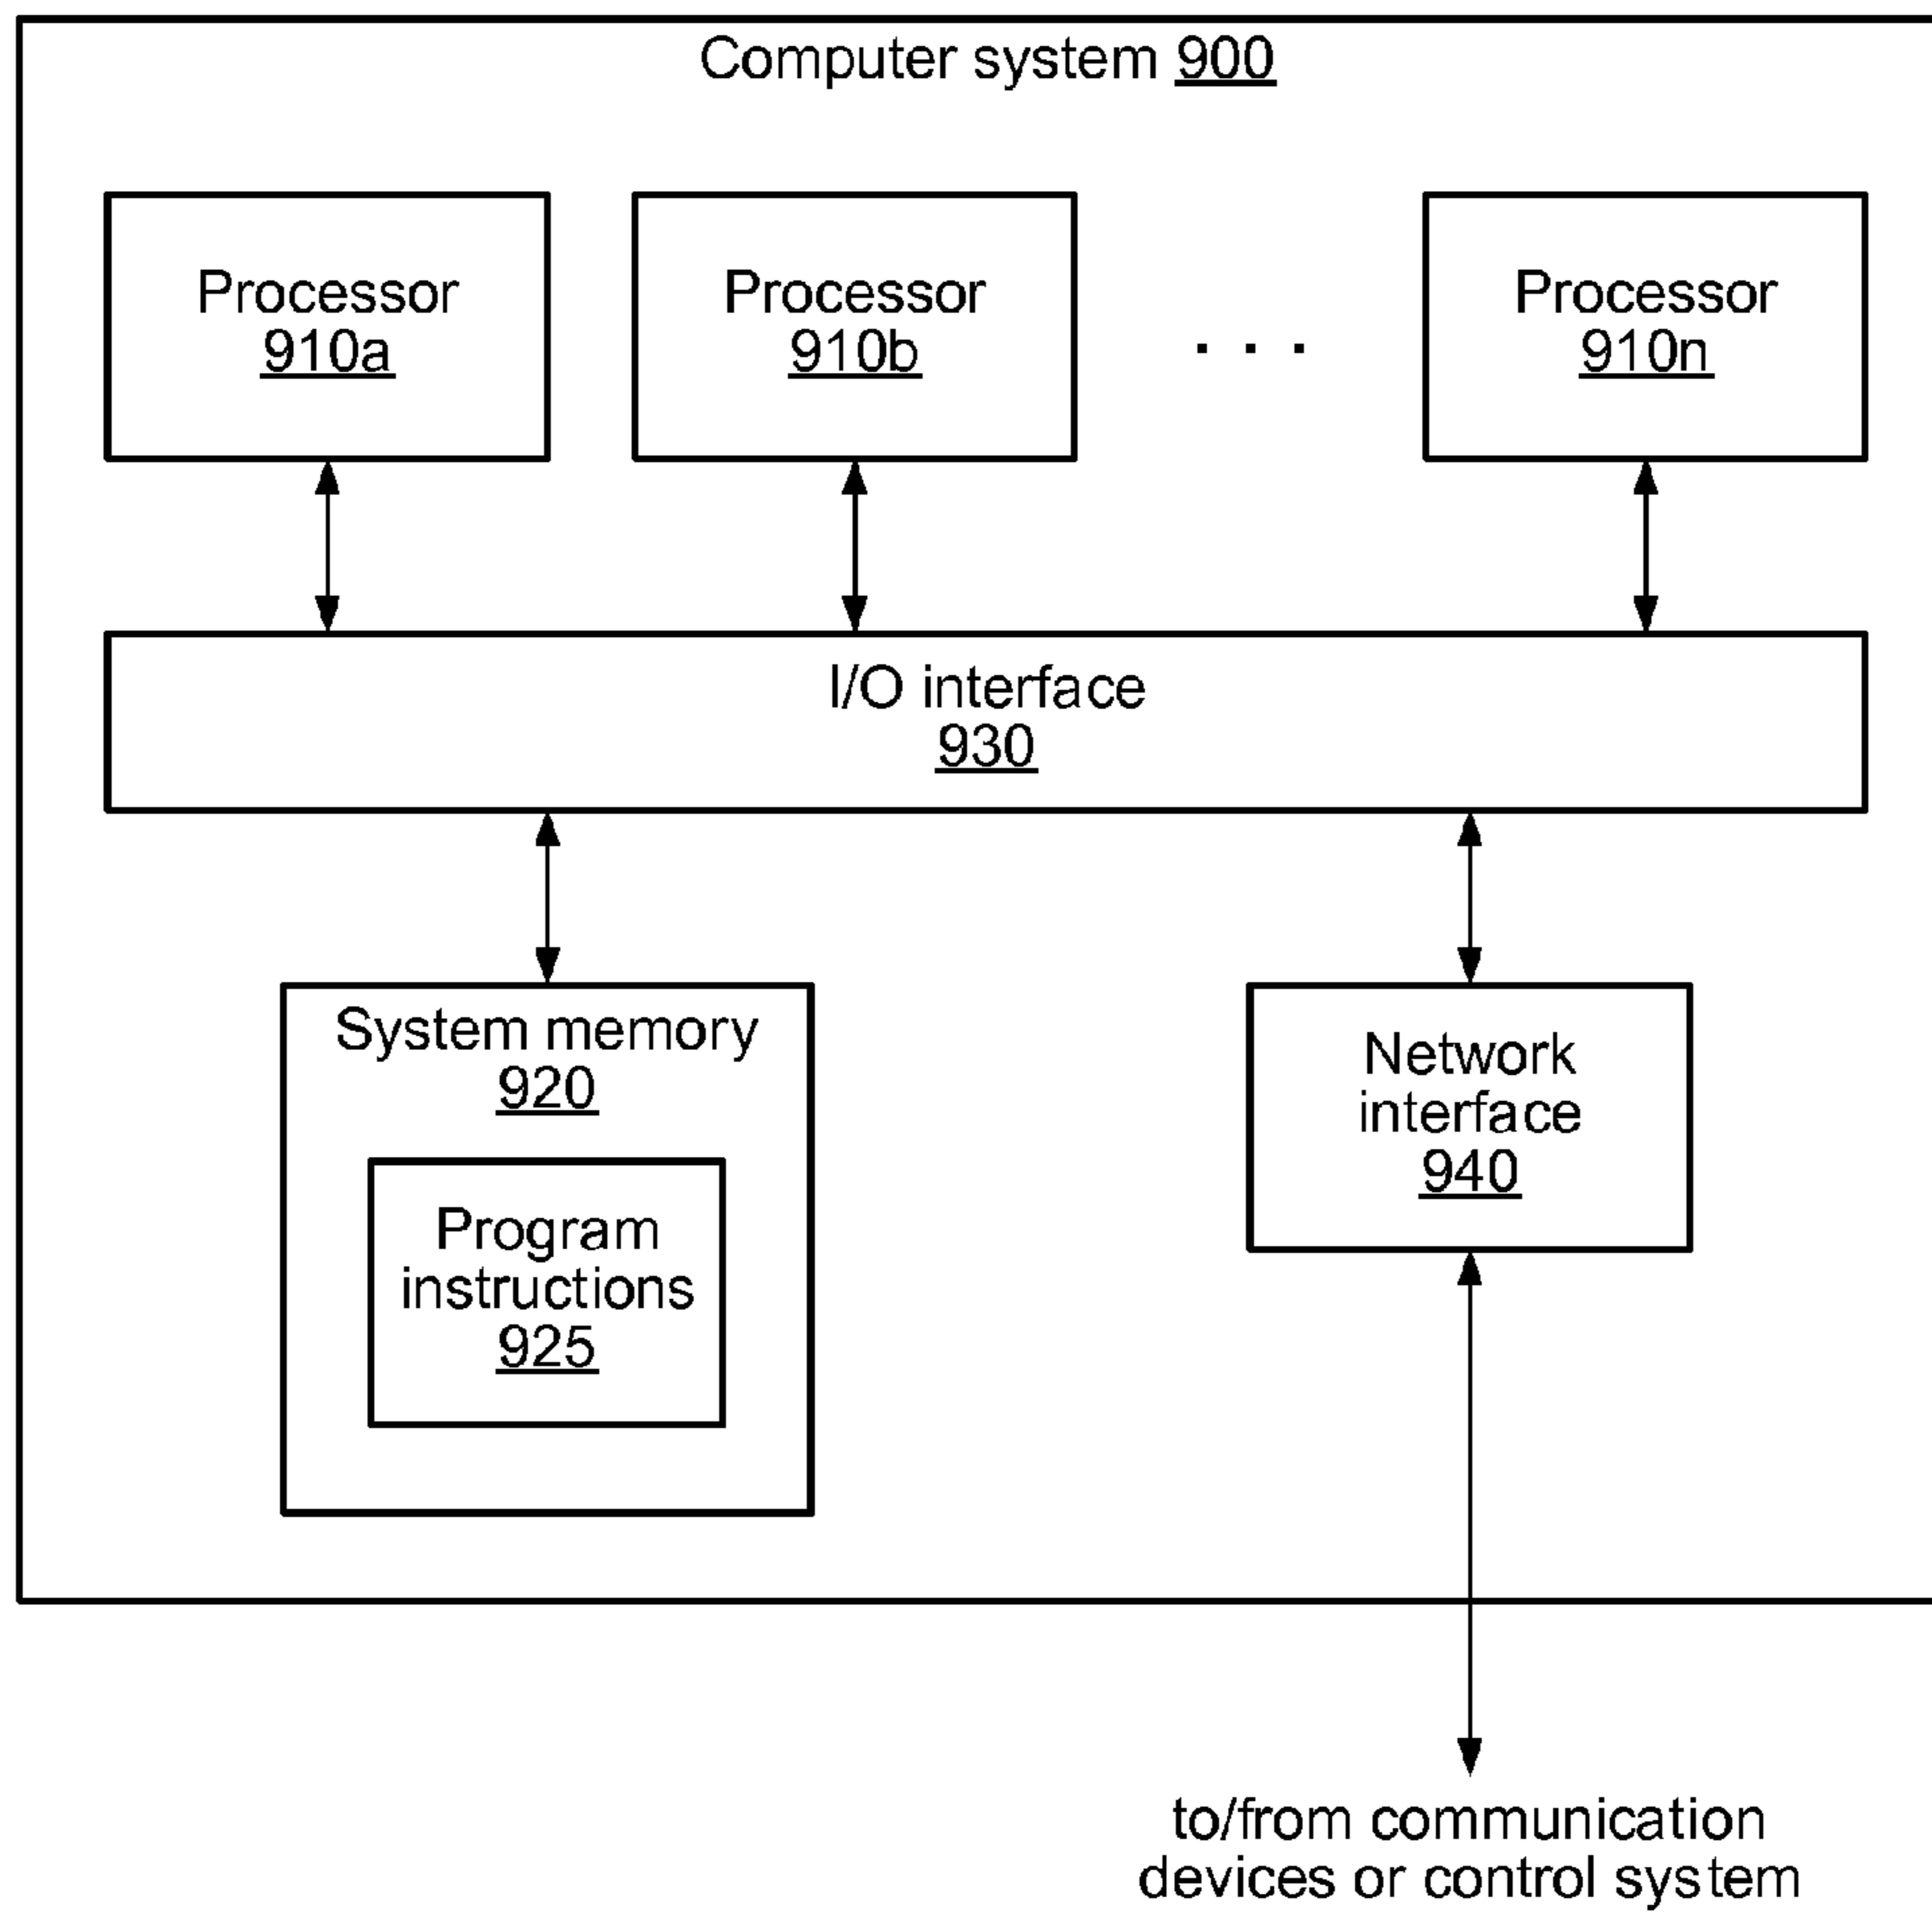 Computer system 900
Processor
910a
Processor
910b
. . .
Processor
910n
I/O interface
930
System memory
920
Program
instructions
925
Network
interface
940
to/from communication
devices or control system